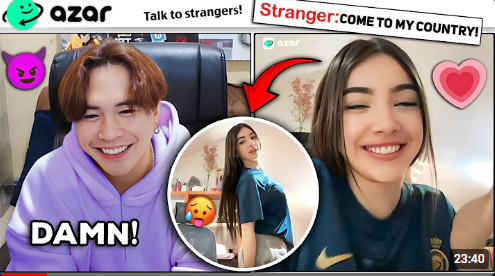 azar
Talk to strangers!
Stranger:COME TO MY COUNTRY!
azar
DAMN!
23:40